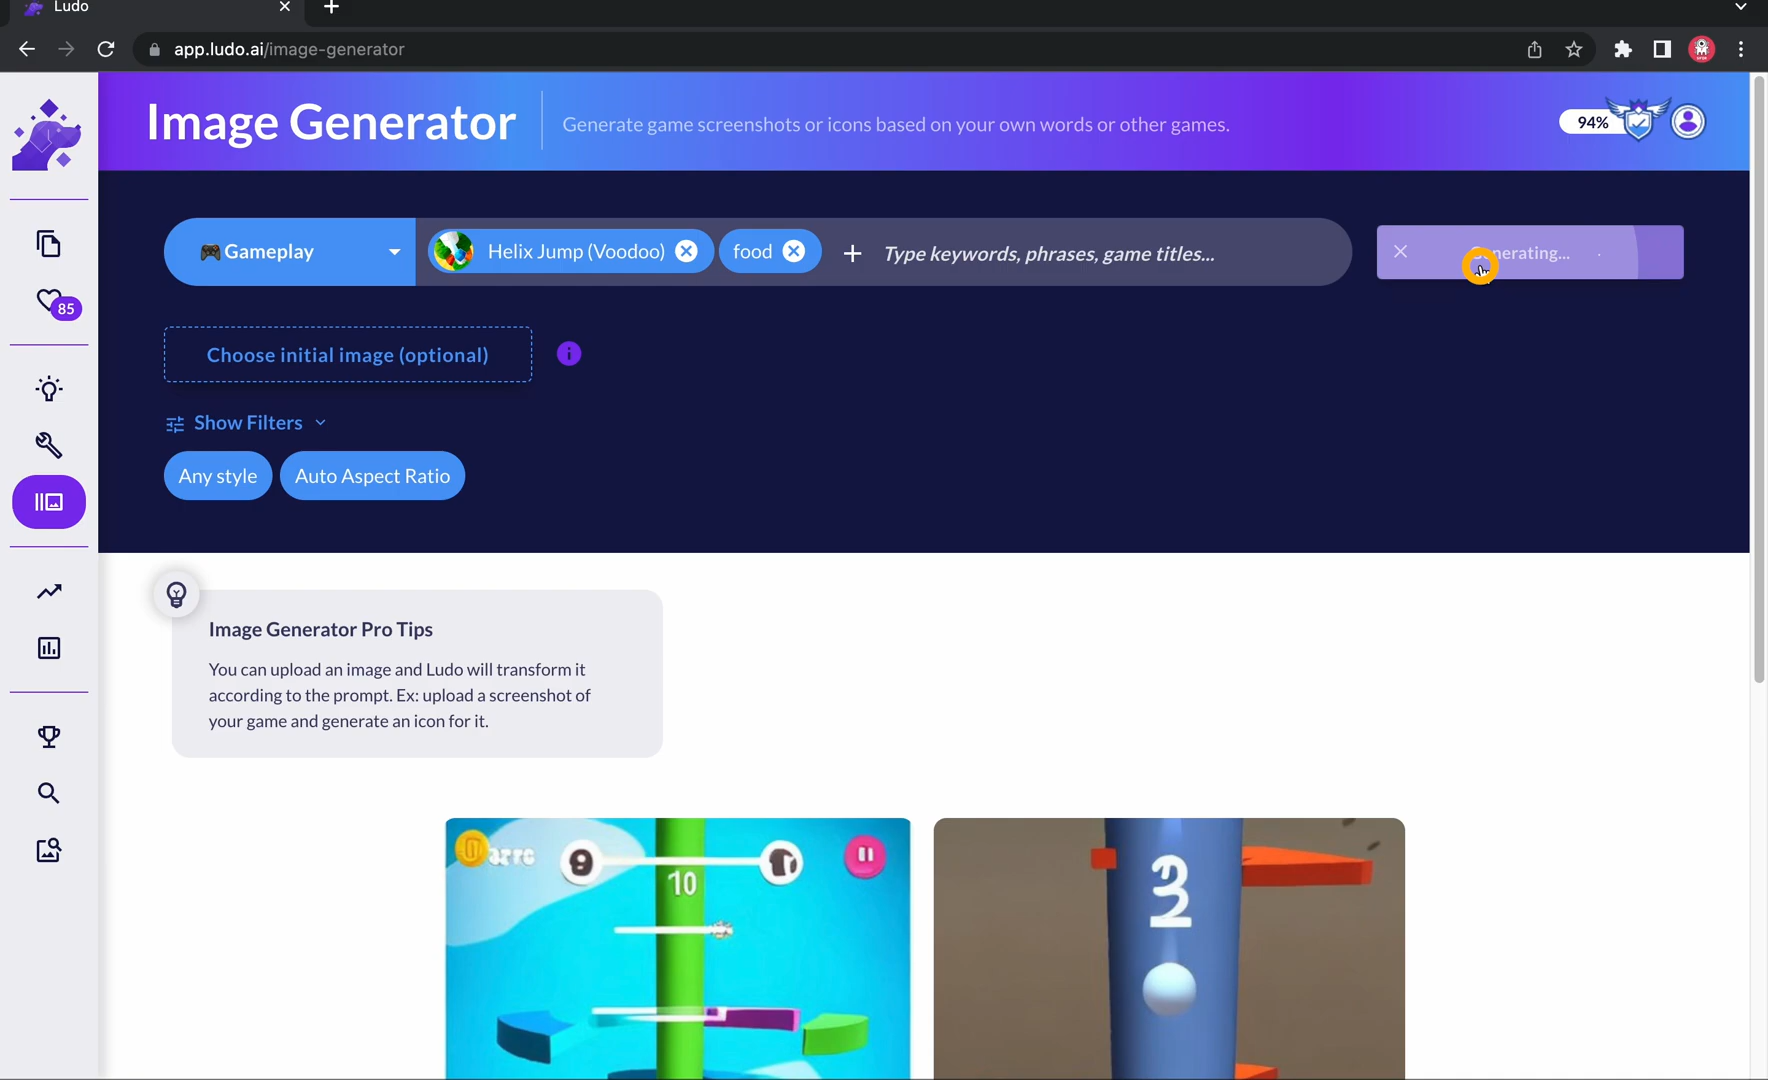 Ludo
app.ludo.ai/image-generator
Image Generator
Generate game screenshots or icons based on your own words or other games.
94%
Gameplay
Helix Jump (Voodoo)
food
Type keywords, phrases, game titles...
85
Choose initial image (optional)
i
Show Filters
Any style
Auto Aspect Ratio
Image Generator Pro Tips
You can upload an image and Ludo will transform it
according to the prompt. Ex: upload a screenshot of
your game and generate an icon for it.
9
10